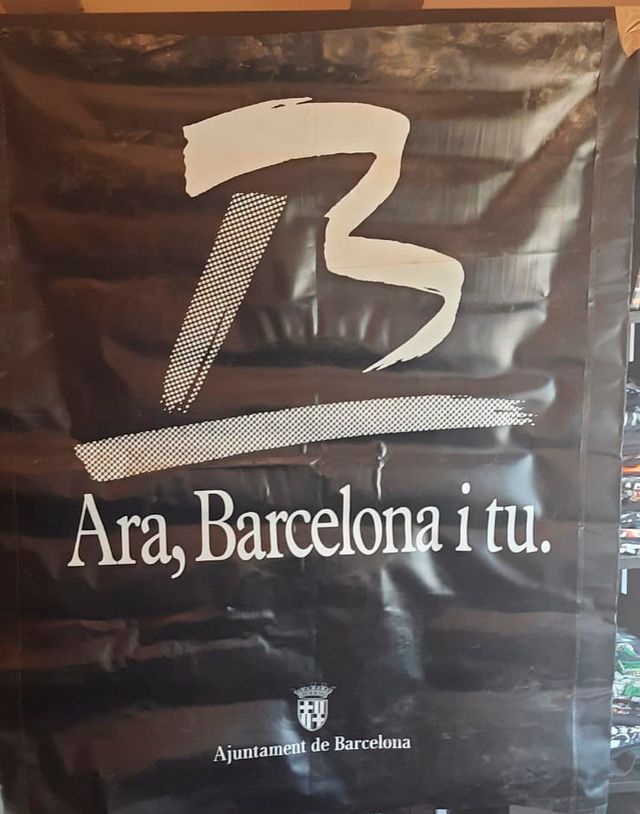 B
Ara, Barcelona i tu.
Ajuntament de Barcelona